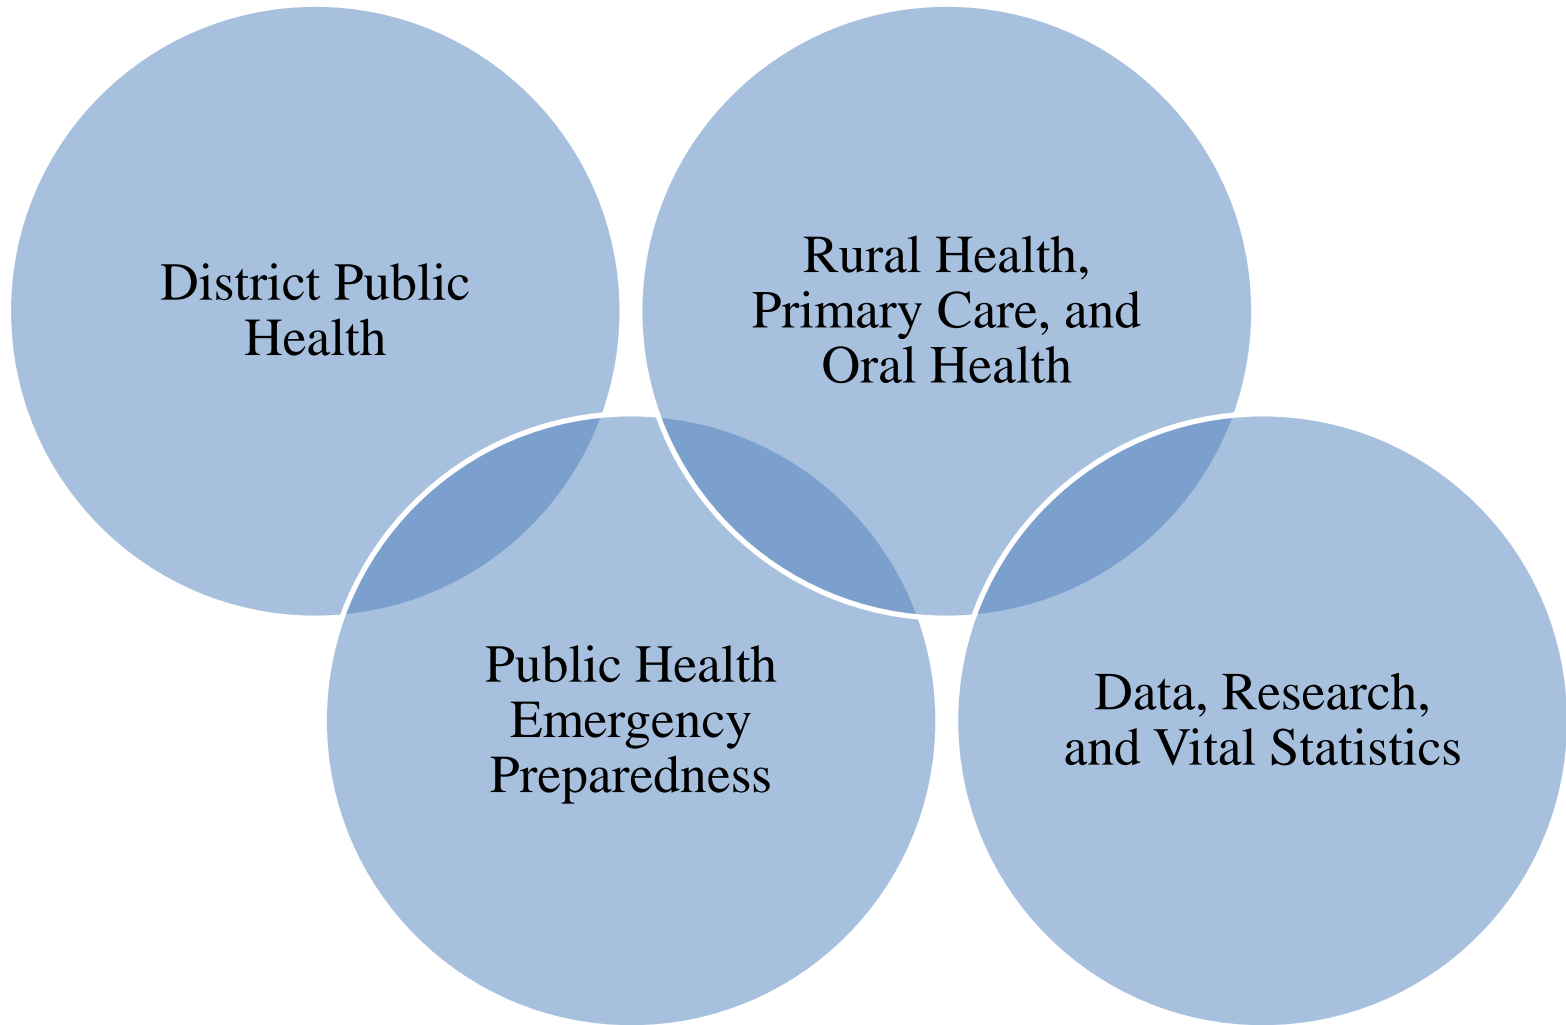 District Public
Health
Rural Health,
Primary Care, and
Oral Health
Public Health
Emergency
Preparedness
Data, Research,
and Vital Statistics